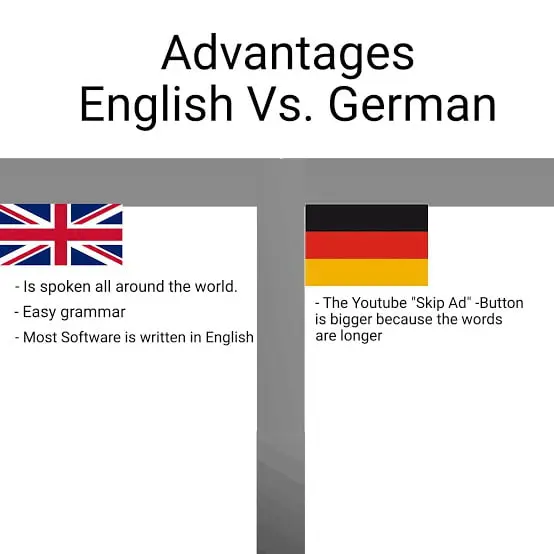 Advantages
English Vs. German
- Is spoken all around the world.
- Easy grammar
- Most Software is written in English
- The Youtube "Skip Ad" -Button
is bigger because the words
are longer